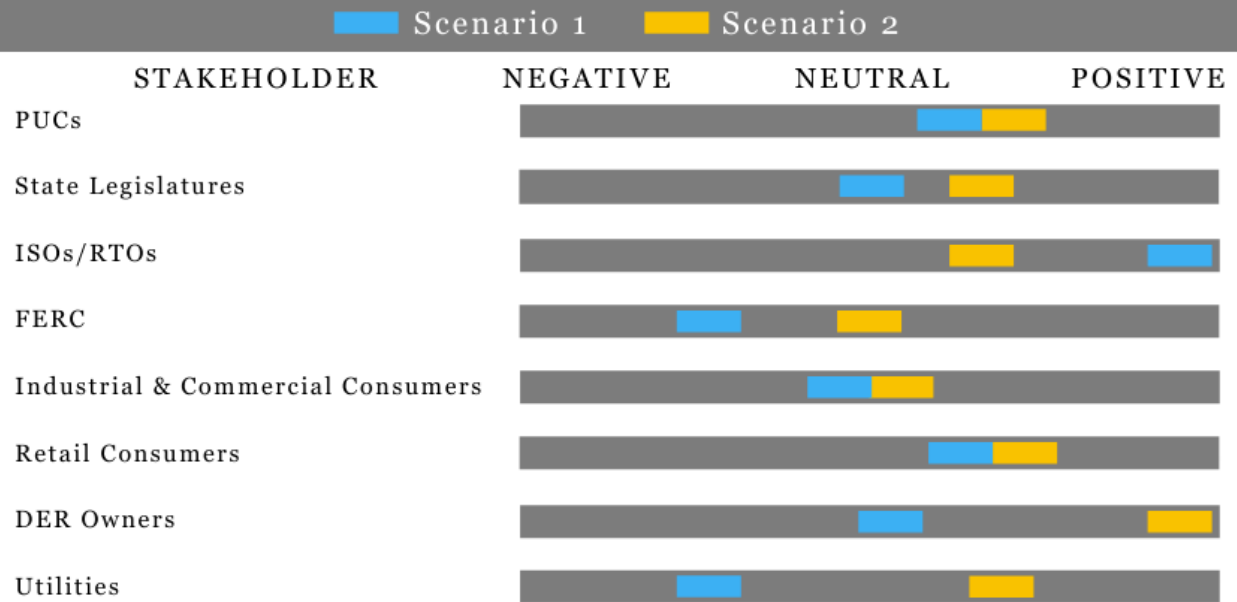 Scenario 1 Scenario 2
STAKEHOLDER NEGATIVE NEUTRAL POSITIVE
PUCs
State Legislatures
ISOs/RTOs
FERC
Industrial & Commercial Consumers
Retail Consumers
DER Owners
Utilities